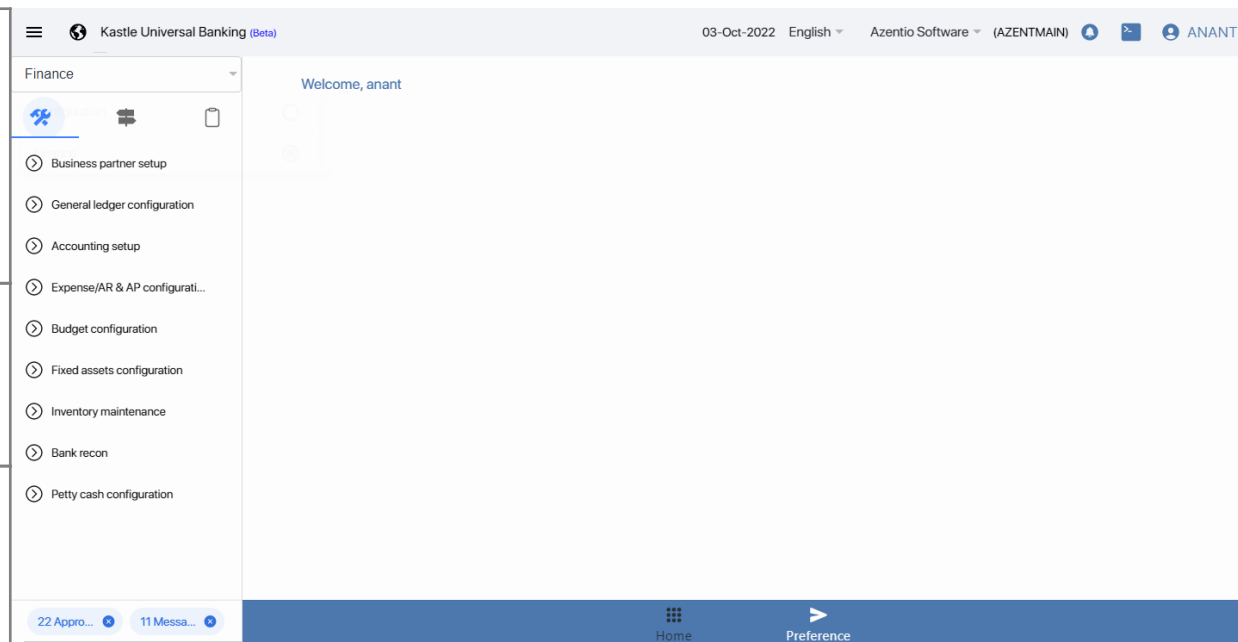 Kastle Universal Banking (Beta)
03-Oct-2022 English Azentio Software (AZENTMAIN) ANANT
Finance
Welcome, anant
Business partner setup
General ledger configuration
Accounting setup
Expense/AR & AP configurati...
Budget configuration
Fixed assets configuration
Inventory maintenance
Bank recon
Petty cash configuration
22 Appro... 11 Messa...
Home Preference